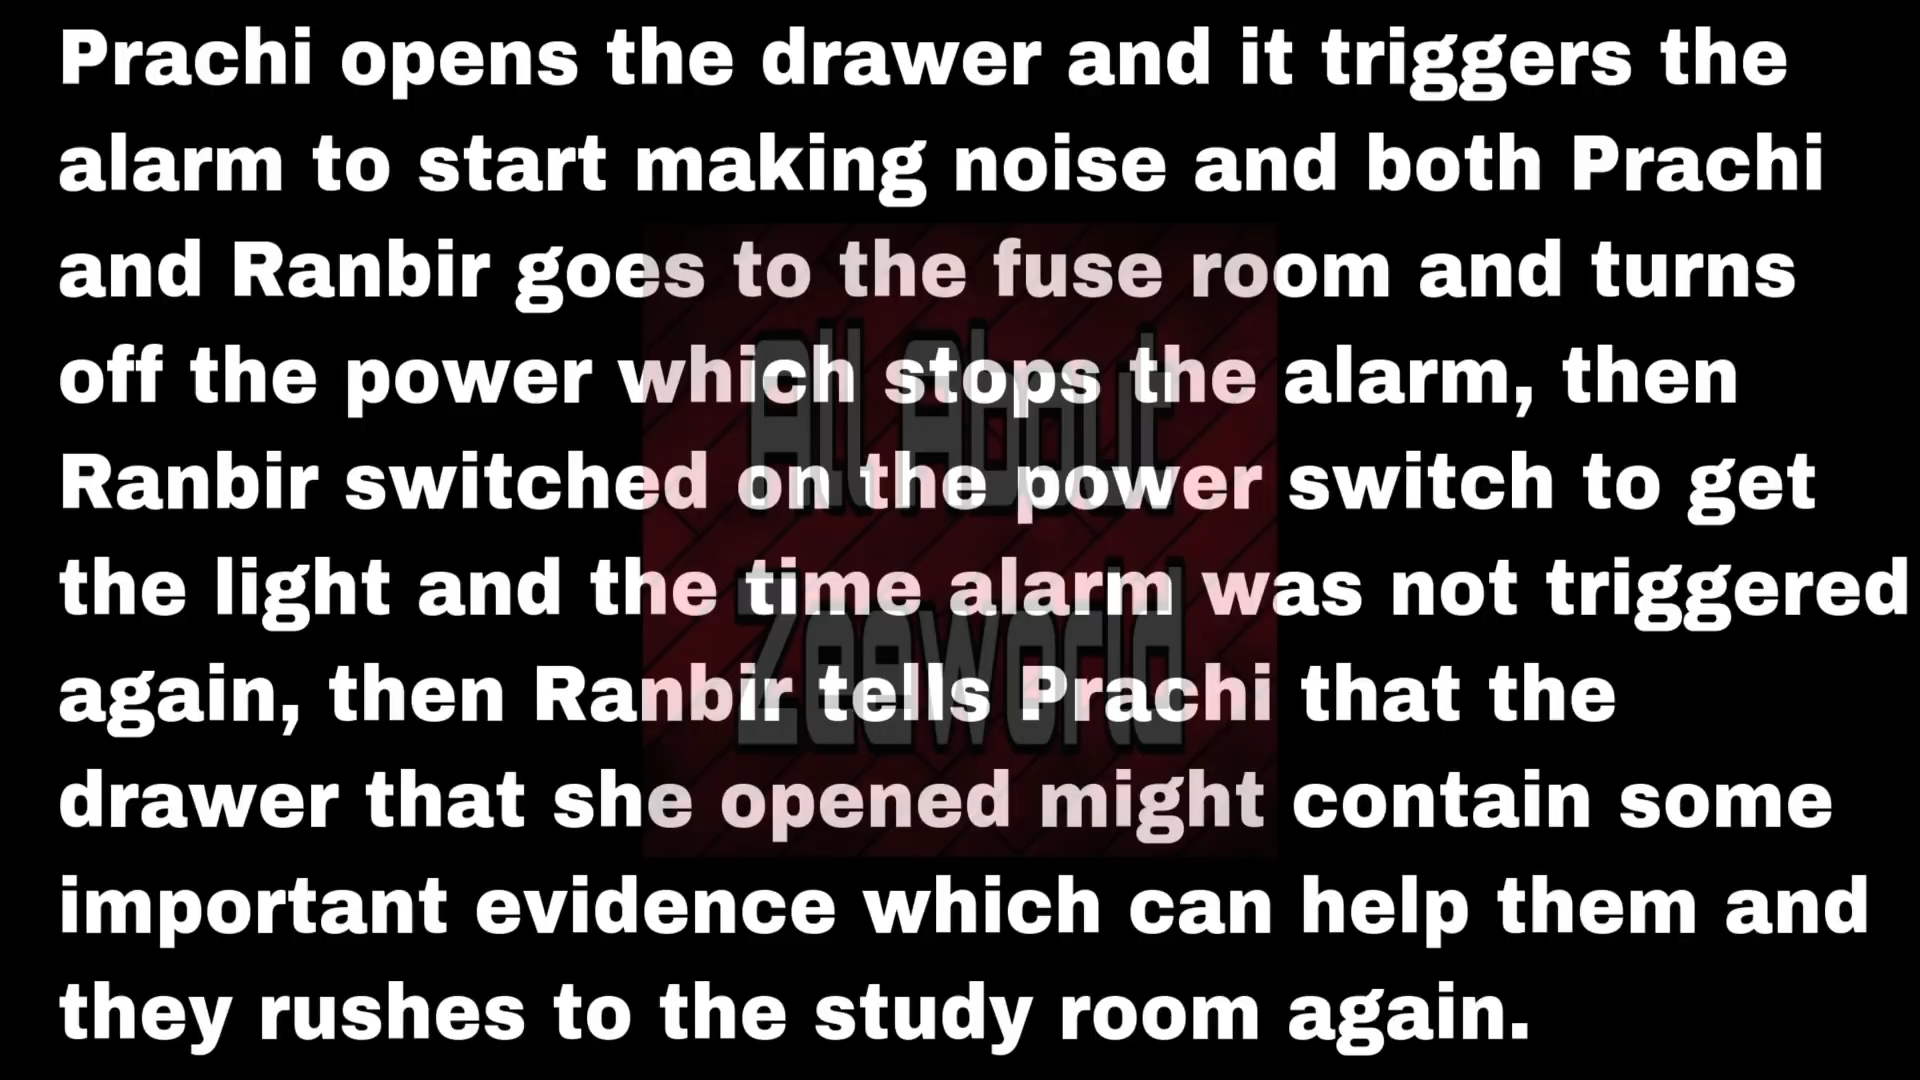 Prachi opens the drawer and it triggers the
alarm to start making noise and both Prachi
and Ranbir goes to the fuse room and turns
off the power which stops the alarm, then
Ranbir switched on the power switch to get
the light and the time alarm was not triggered
again, then Ranbir tells Prachi that the
drawer that she opened might contain some
important evidence which can help them and
they rushes to the study room again.
All About
Zeeworld